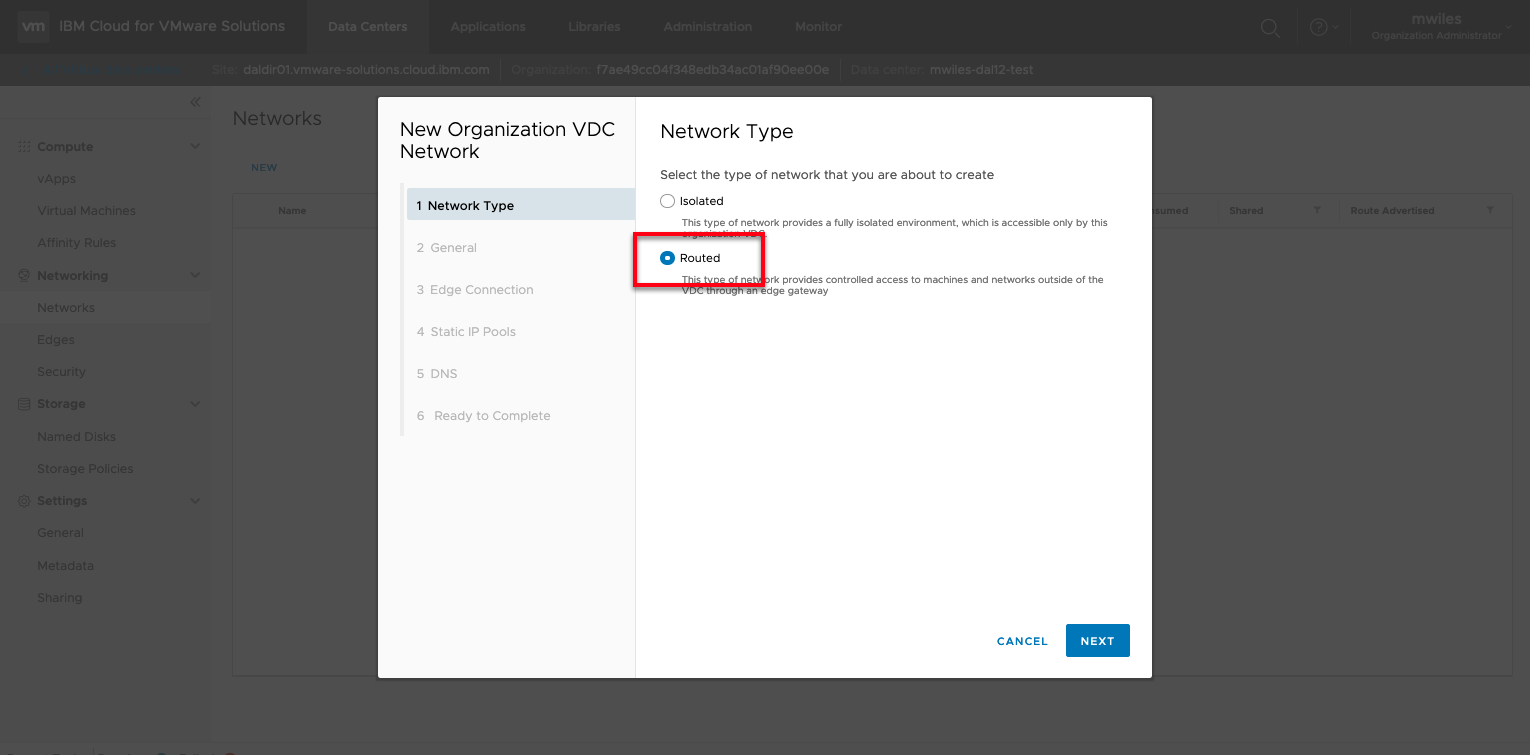 vm IBM Cloud for VMware Solutions Data Centers Applications Libraries Administration Monitor mwiles
Organization Administrator
Site: daldir01.vmware-solutions.cloud.ibm.com Organization: f7ae49cc04f348edb34ac01af90ee00e Data center: mwiles-dal12-test
Compute
vApps
Virtual Machines
Affinity Rules
Networking
Networks
Edges
Security
Storage
Named Disks
Storage Policies
Settings
General
Metadata
Sharing
Networks
NEW
Name Shared Route Advertised
New Organization VDC
Network
1 Network Type
2 General
3 Edge Connection
4 Static IP Pools
5 DNS
6 Ready to Complete
Network Type
Select the type of network that you are about to create
Isolated
This type of network provides a fully isolated environment, which is accessible only by this
organization VDC.
Routed
This type of network provides controlled access to machines and networks outside of the
VDC through an edge gateway
CANCEL NEXT